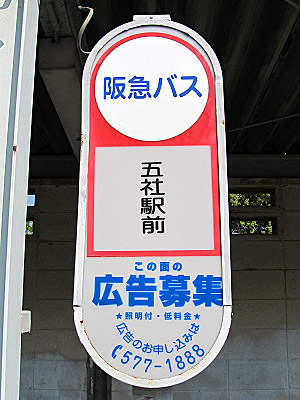 阪急バス
五社駅前
この面の
広告募集
★照明付・低料金★
広告のお申し込みは
577-1888